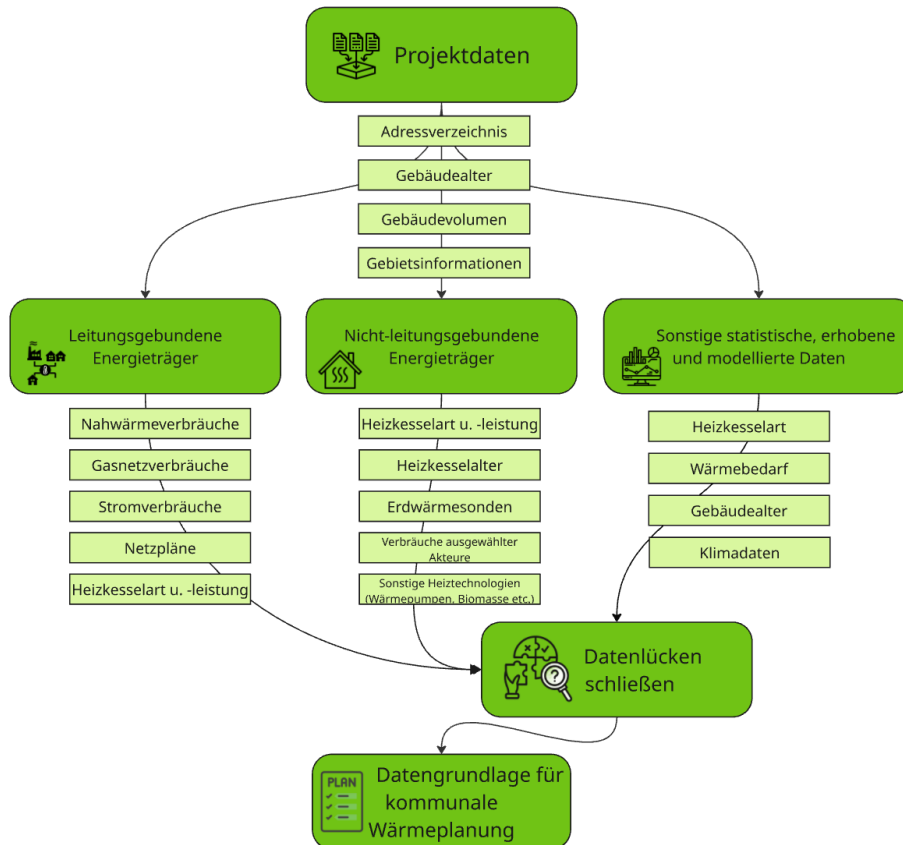 Projektdaten
Adressverzeichnis
Gebäudealter
Gebäudevolumen
Gebietsinformationen
Leitungsgebundene
Energieträger
Nahwärmeverbräuche
Gasnetzverbräuche
Stromverbräuche
Netzpläne
Heizkesselart u. -leistung
Nicht-leitungsgebundene
Energieträger
Heizkesselart u. -leistung
Heizkesselalter
Erdwärmesonden
Verbräuche ausgewählter
Akteure
Sonstige Heiztechnologien
(Wärmepumpen, Biomasse etc.)
Sonstige statistische, erhobene
und modellierte Daten
Heizkesselart
Wärmebedarf
Gebäudealter
Klimadaten
?
Datenlücken
schließen
PLAN
Datengrundlage für
kommunale
Wärmeplanung